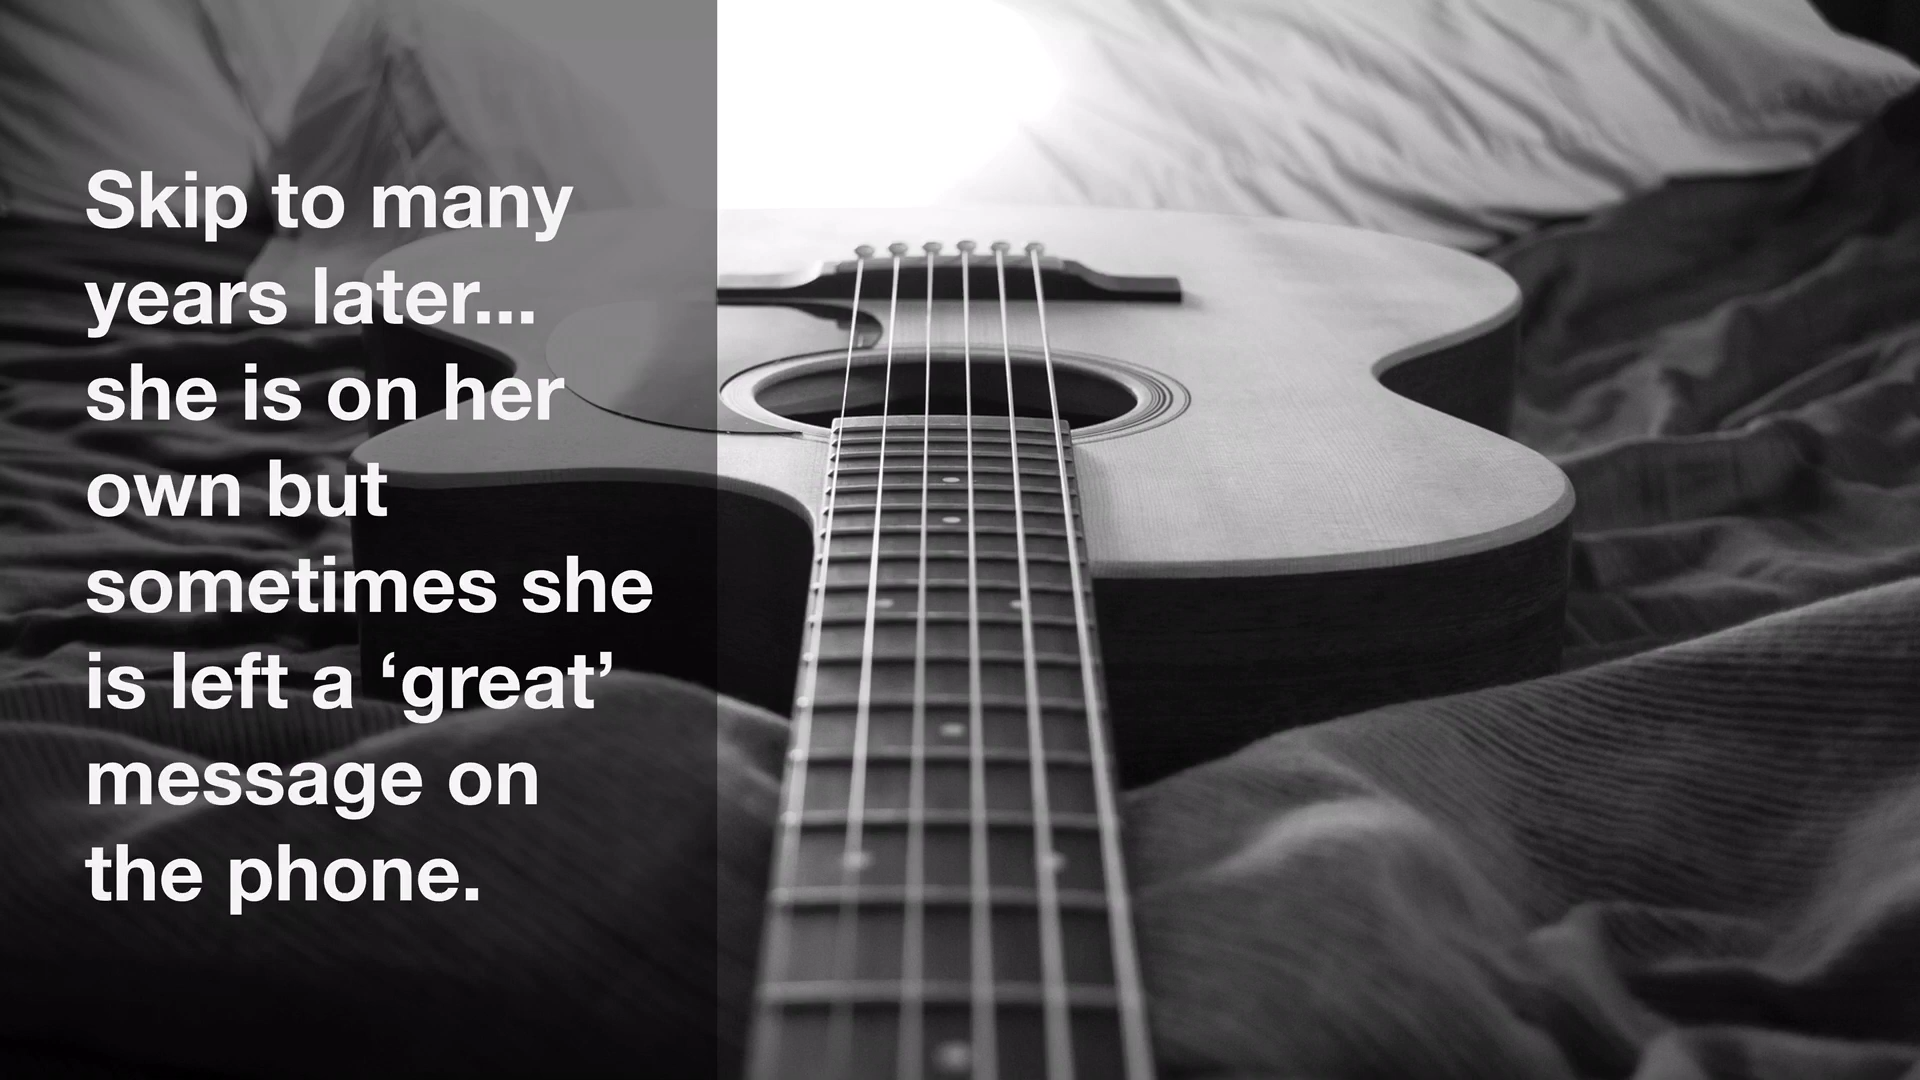 Skip to many
years later...
she is on her
own but
sometimes she
is left a ‘great’
message on
the phone.